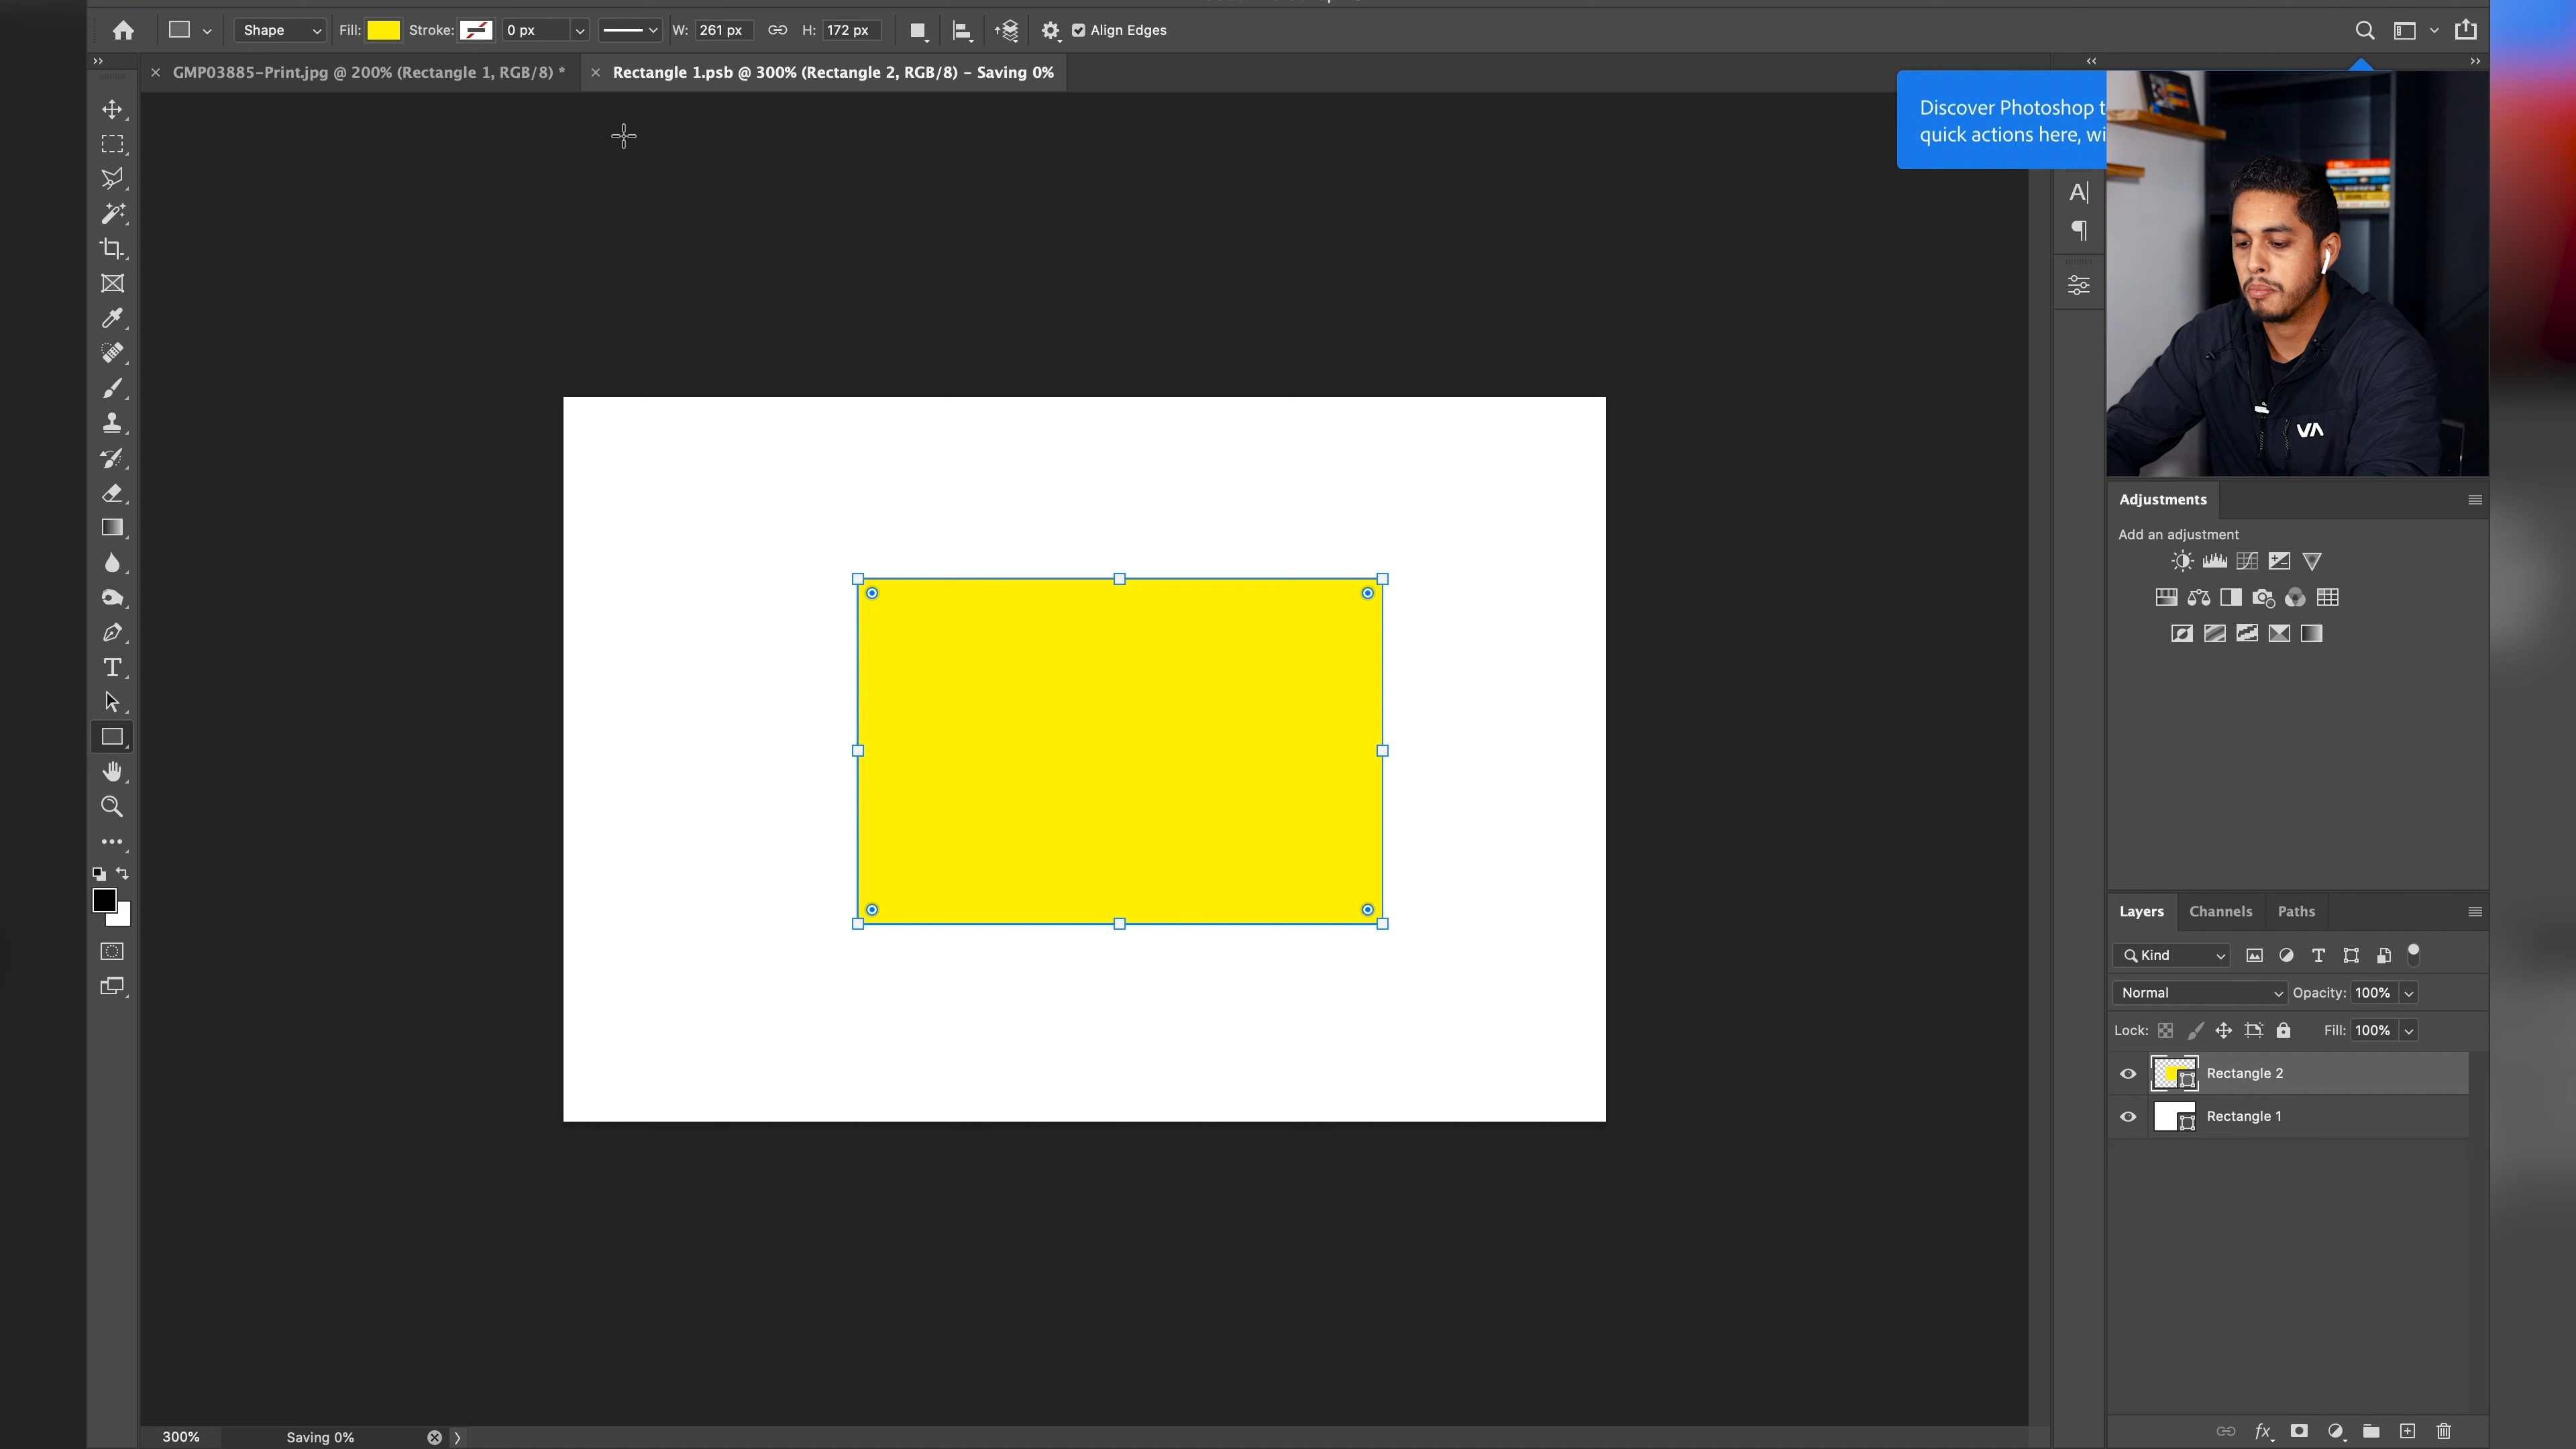 Shape Fill: Stroke: 0 px W: 261 px H: 172 px Align Edges
GMP03885-Print.jpg @ 200% (Rectangle 1, RGB/8) * Rectangle 1.psb @ 300% (Rectangle 2, RGB/8) – Saving 0%
Discover Photoshop t
quick actions here, wi
VA
Adjustments
Add an adjustment
Layers Channels Paths
Kind
Normal Opacity: 100%
Lock: Fill: 100%
Rectangle 2
Rectangle 1
fx
300% Saving 0%